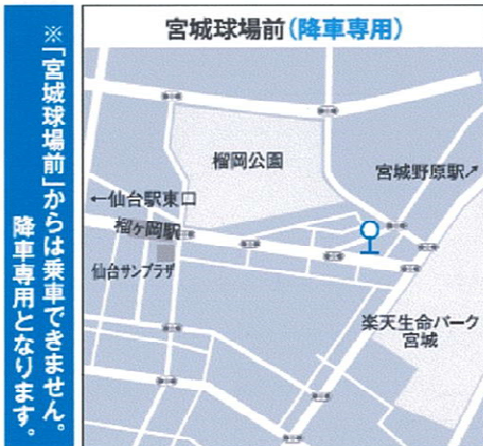 宮城球場前(降車専用)
※「宮城球場前」からは乗車できません。
降車専用となります。
榴岡公園
宮城野原駅↗
←仙台駅東口
榴ヶ岡駅
仙台サンプラザ
楽天生命パーク
宮城